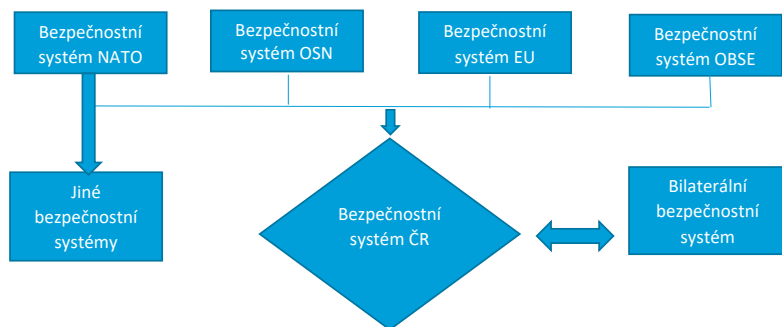 Bezpečnostní
systém NATO
Bezpečnostní
systém OSN
Bezpečnostní
systém EU
Bezpečnostní
systém OBSE
Jiné
bezpečnostní
systémy
Bezpečnostní
systém ČR
Bilaterální
bezpečnostní
systém